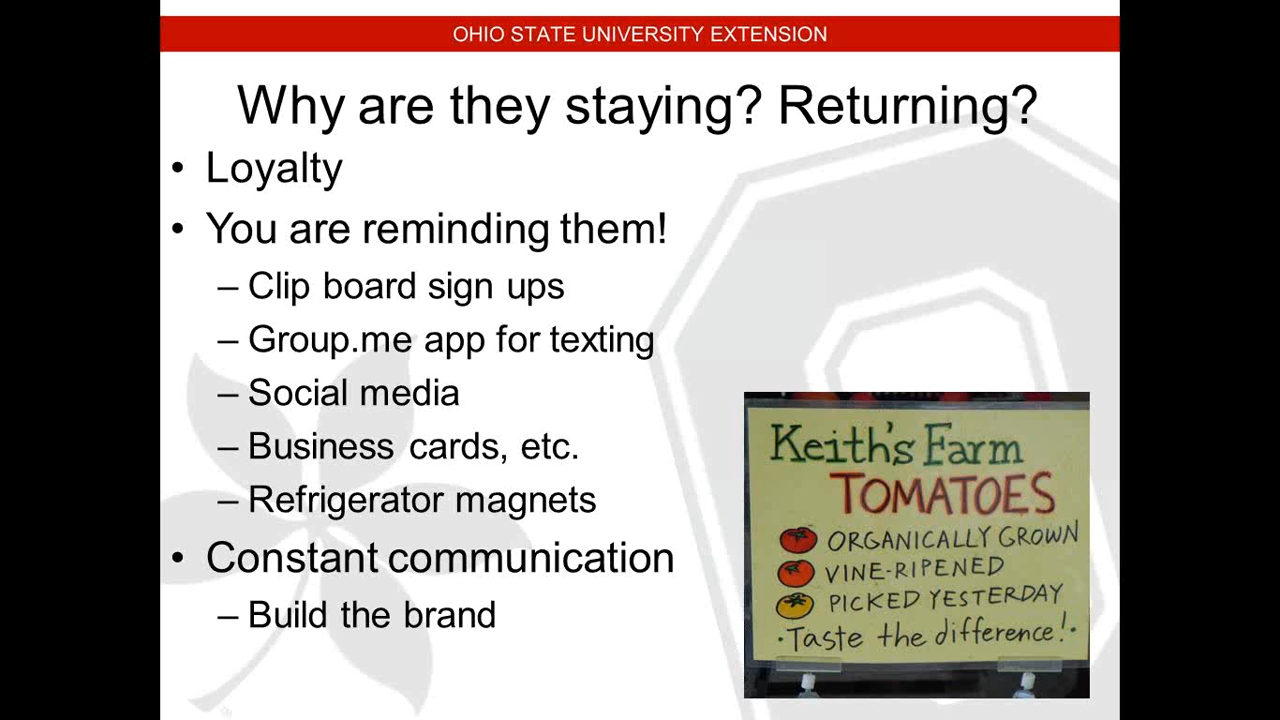 OHIO STATE UNIVERSITY EXTENSION
Why are they staying? Returning?
• Loyalty
• You are reminding them!
– Clip board sign ups
– Group.me app for texting
– Social media
– Business cards, etc.
– Refrigerator magnets
• Constant communication
– Build the brand
Keith's Farm
TOMATOES
ORGANICALLY GROWN
VINE-RIPENED
PICKED YESTERDAY
·Taste the difference!·
TM